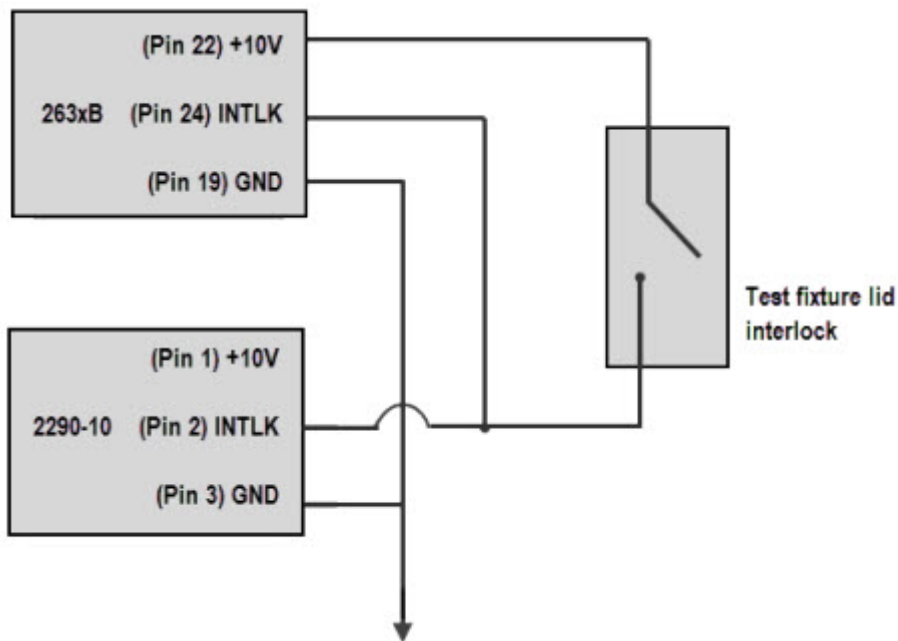 (Pin 22) +10V
263xB (Pin 24) INTLK
(Pin 19) GND
(Pin 1) +10V
2290-10 (Pin 2) INTLK
(Pin 3) GND
Test fixture lid
interlock